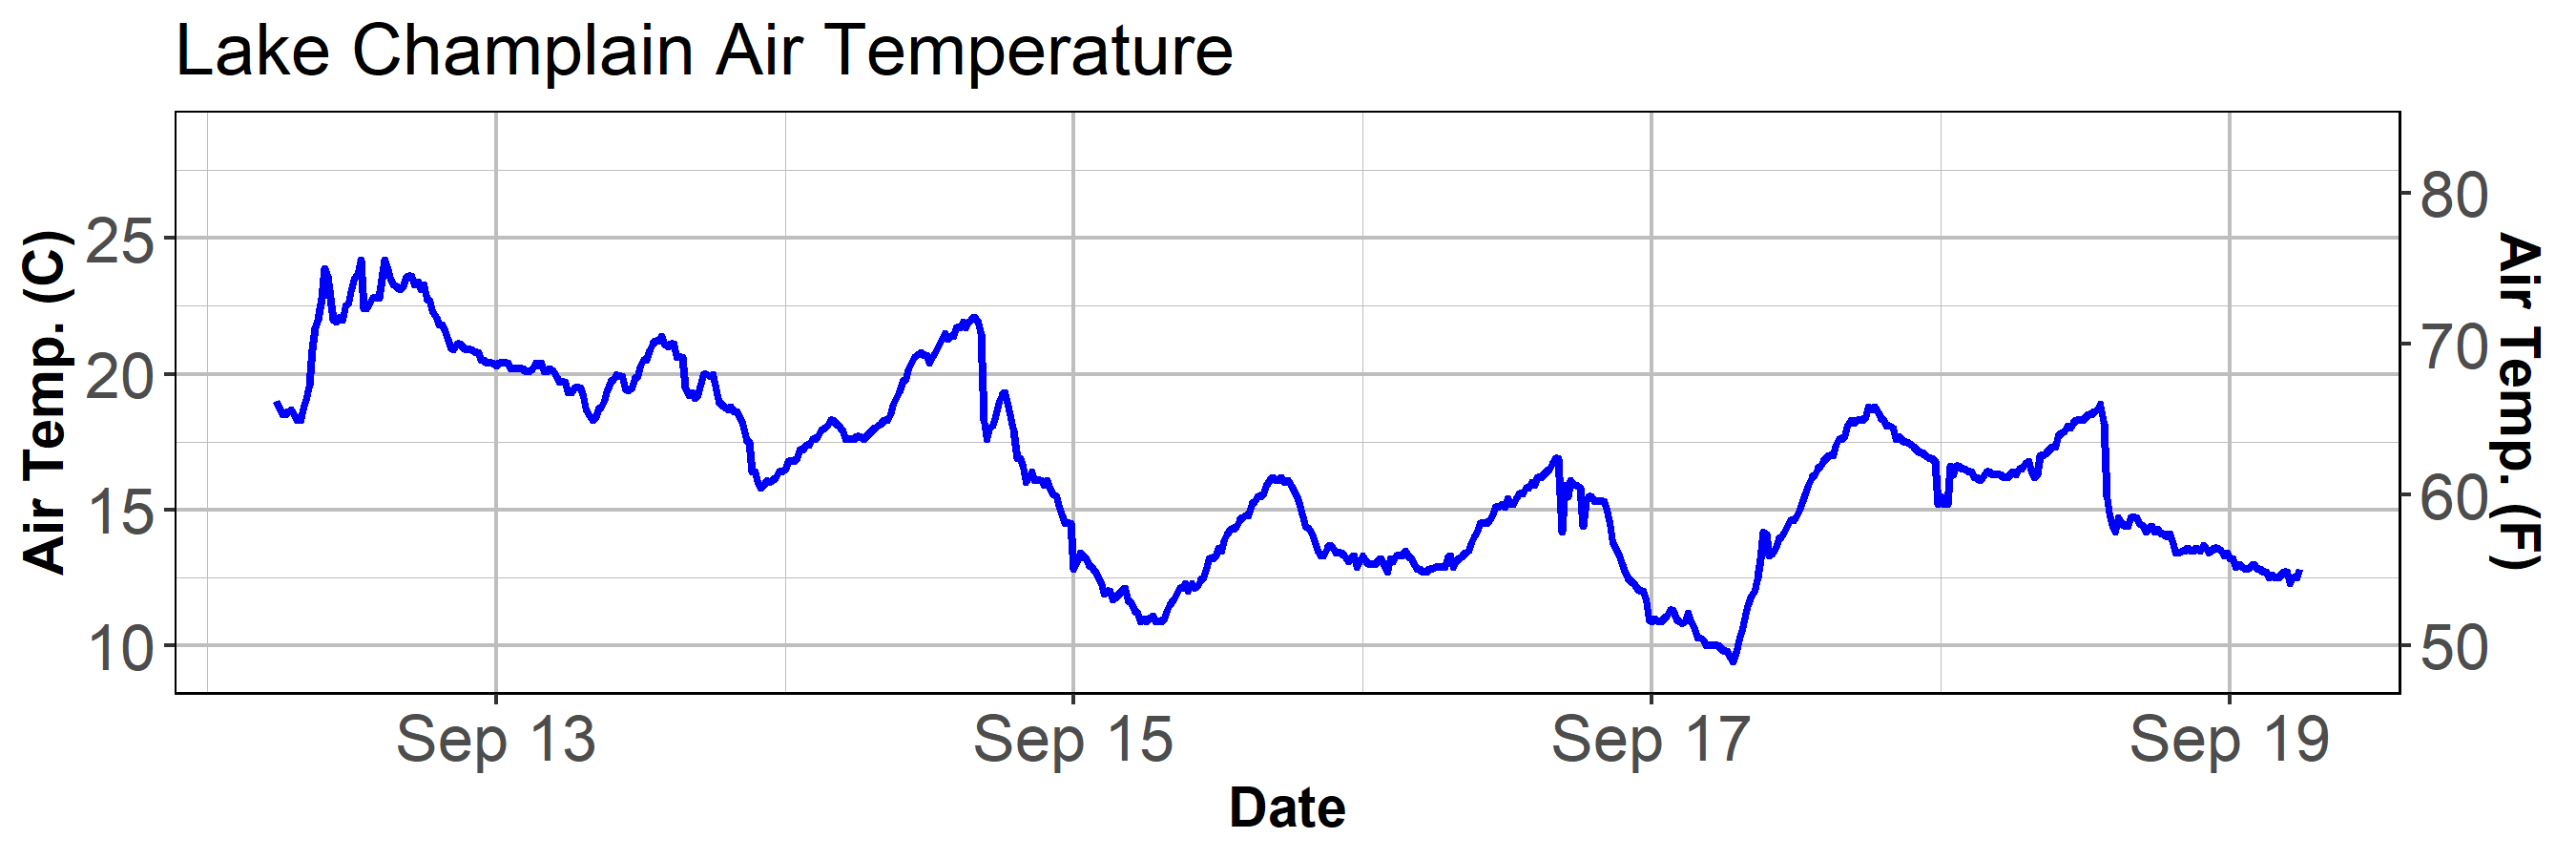 Lake Champlain Air Temperature
Air Temp. (C)
25
20
15
10
80
70
60
50
Air Temp. (F)
Sep 13
Sep 15
Sep 17
Sep 19
Date